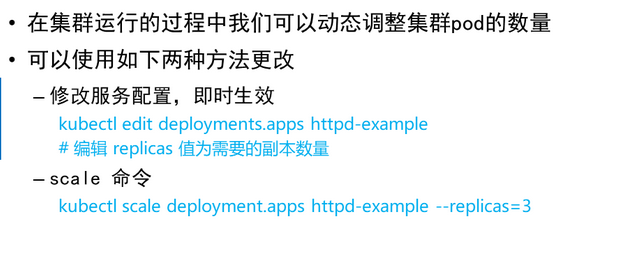 • 在集群运行的过程中我们可以动态调整集群pod的数量
• 可以使用如下两种方法更改
– 修改服务配置，即时生效
kubectl edit deployments.apps httpd-example
# 编辑 replicas 值为需要的副本数量
– scale 命令
kubectl scale deployment.apps httpd-example --replicas=3